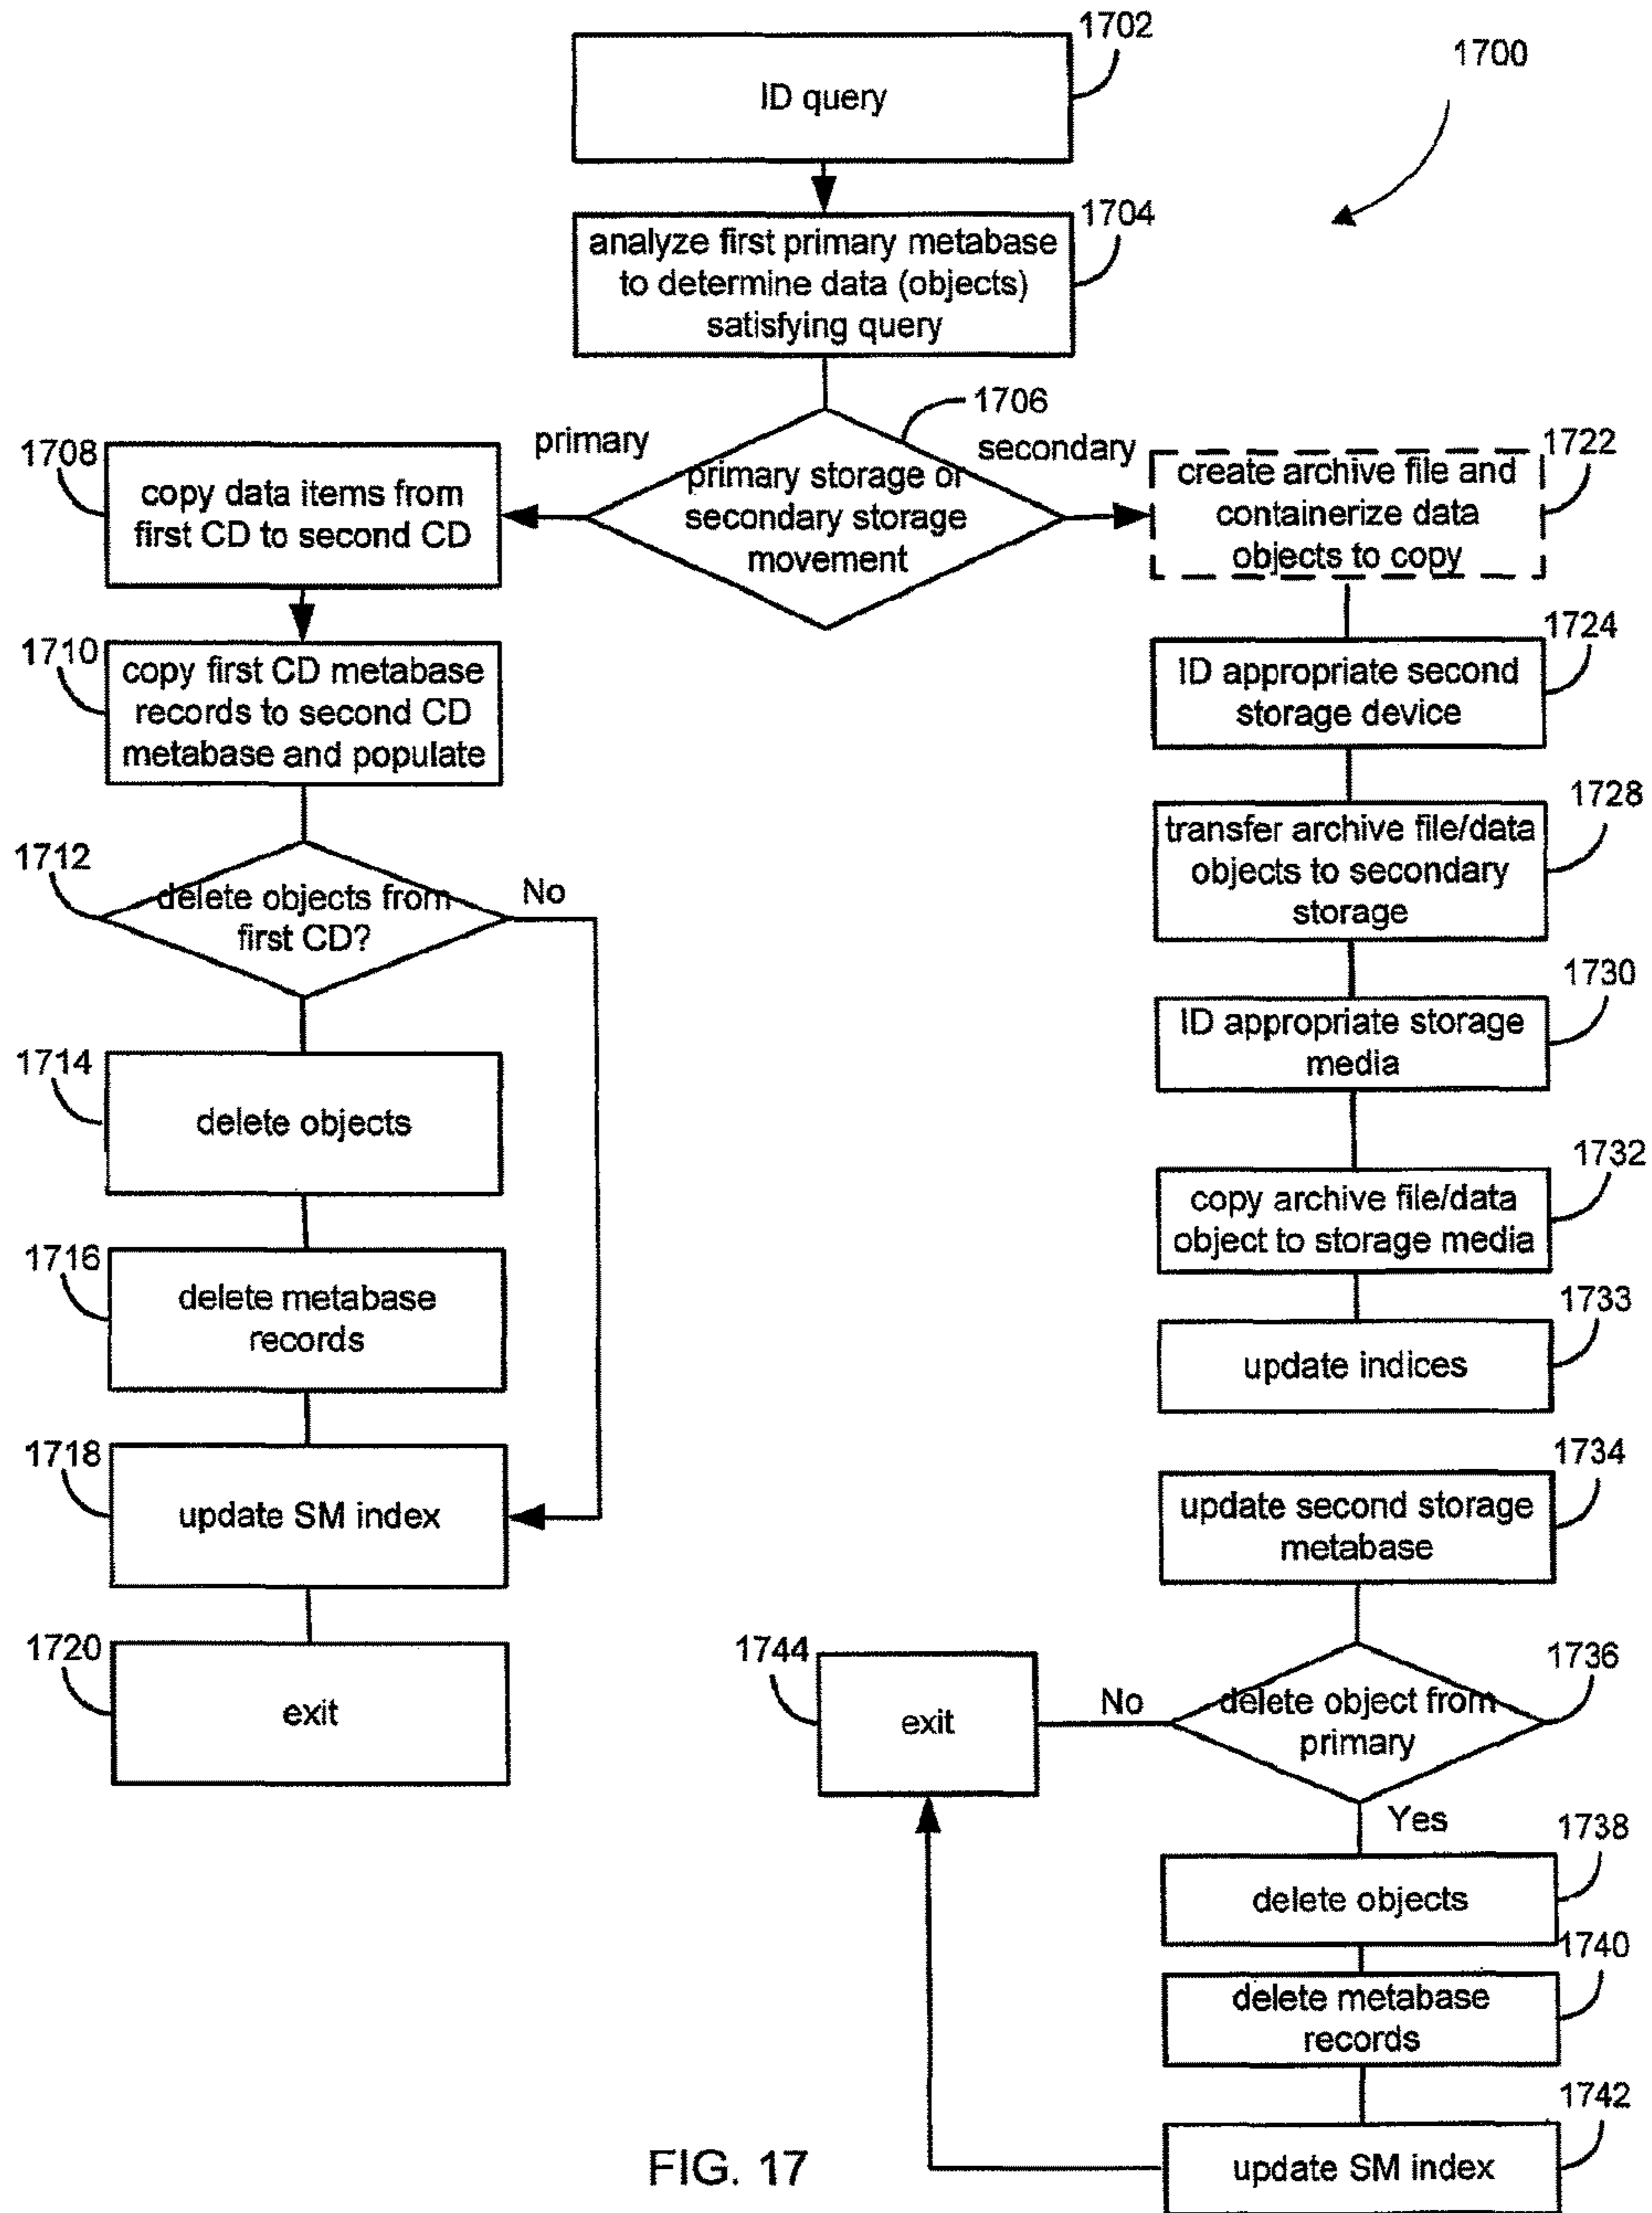 1702
1700
ID query
1704
analyze first primary metabase
to determine data (objects)
satisfying query
1706
primary
secondary
primary storage or
secondary storage
movement
1708
copy data items from
first CD to second CD
1710
copy first CD metabase
records to second CD
metabase and populate
1712
delete objects from
first CD?
No
1714
delete objects
1716
delete metabase
records
1718
update SM index
1720
exit
1722
create archive file and
containerize data
objects to copy
1724
ID appropriate second
storage device
1728
transfer archive file/data
objects to secondary
storage
1730
ID appropriate storage
media
1732
copy archive file/data
object to storage media
1733
update indices
1734
update second storage
metabase
1736
delete object from
primary
No
1744
exit
Yes
1738
delete objects
1740
delete metabase
records
1742
update SM index
FIG. 17